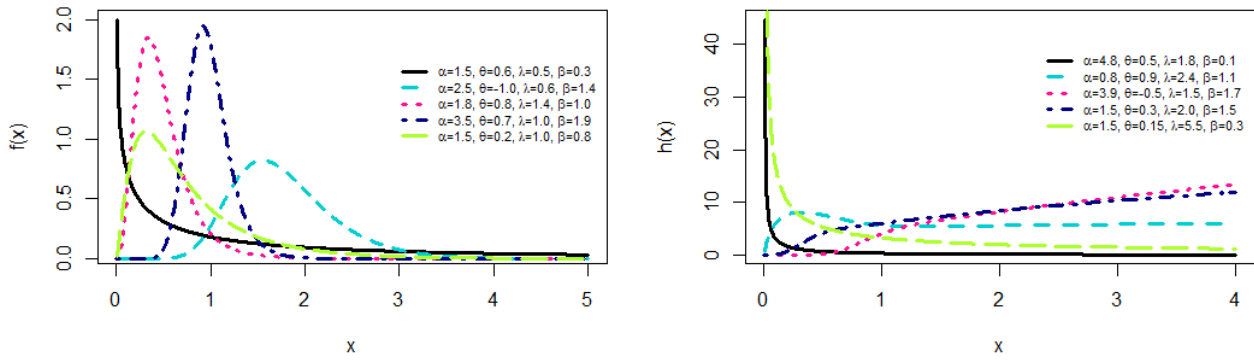 f(x)
0.0 0.5 1.0 1.5 2.0
α=1.5, θ=0.6, λ=0.5, β=0.3
α=2.5, θ=-1.0, λ=0.6, β=1.4
α=1.8, θ=0.8, λ=1.4, β=1.0
α=3.5, θ=0.7, λ=1.0, β=1.9
α=1.5, θ=0.2, λ=1.0, β=0.8
0 1 2 3 4 5
x
h(x)
0 10 20 30 40
α=4.8, θ=0.5, λ=1.8, β=0.1
α=0.8, θ=0.9, λ=2.4, β=1.1
α=3.9, θ=-0.5, λ=1.5, β=1.7
α=1.5, θ=0.3, λ=2.0, β=1.5
α=1.5, θ=0.15, λ=5.5, β=0.3
0 1 2 3 4
x